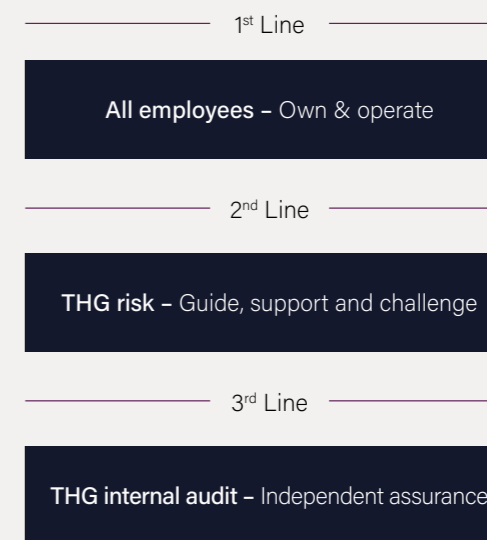 1st Line
All employees – Own & operate
2nd Line
THG risk – Guide, support and challenge
3rd Line
THG internal audit – Independent assurance